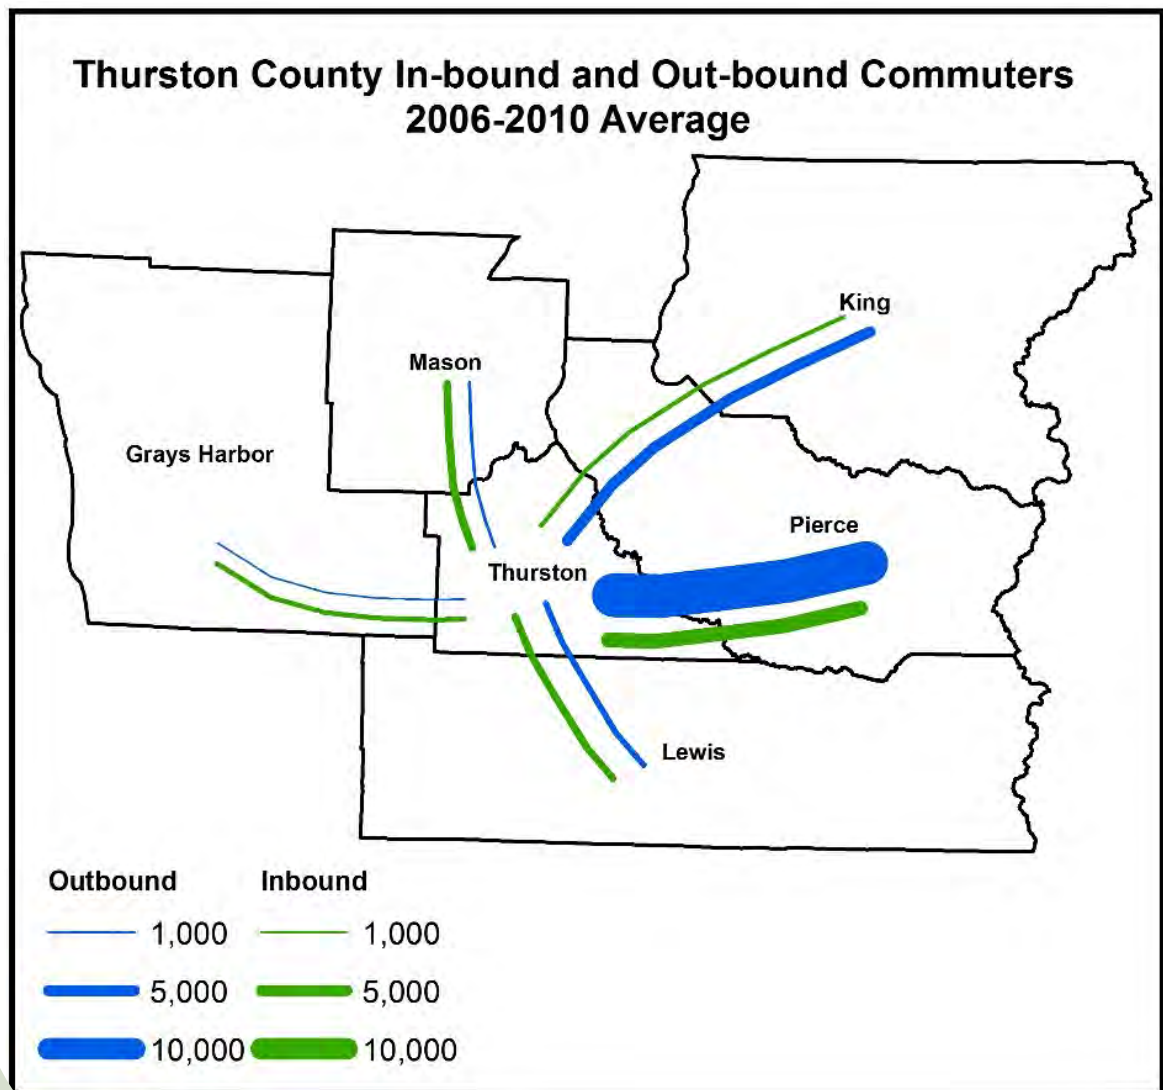 Thurston County In-bound and Out-bound Commuters
2006-2010 Average
King
Mason
Grays Harbor
Pierce
Thurston
Lewis
Outbound Inbound
1,000 1,000
5,000 5,000
10,000 10,000